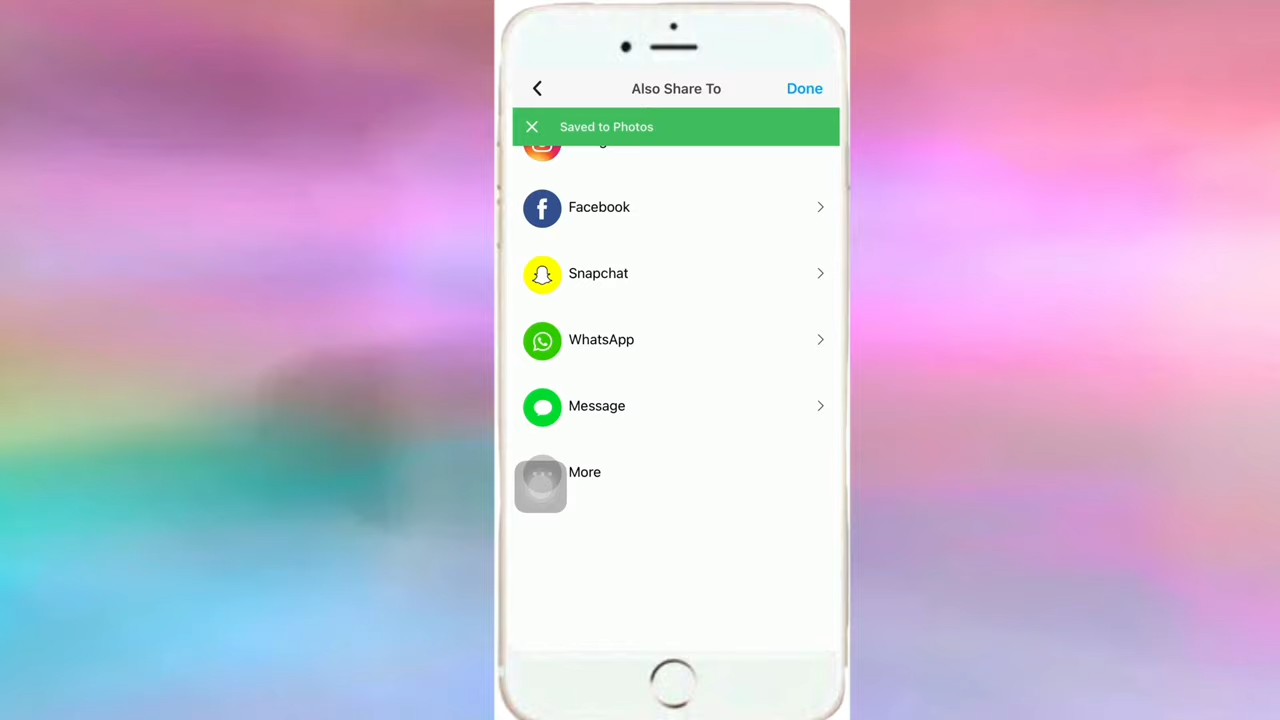 Also Share To
Done
Saved to Photos
Facebook
Snapchat
WhatsApp
Message
More